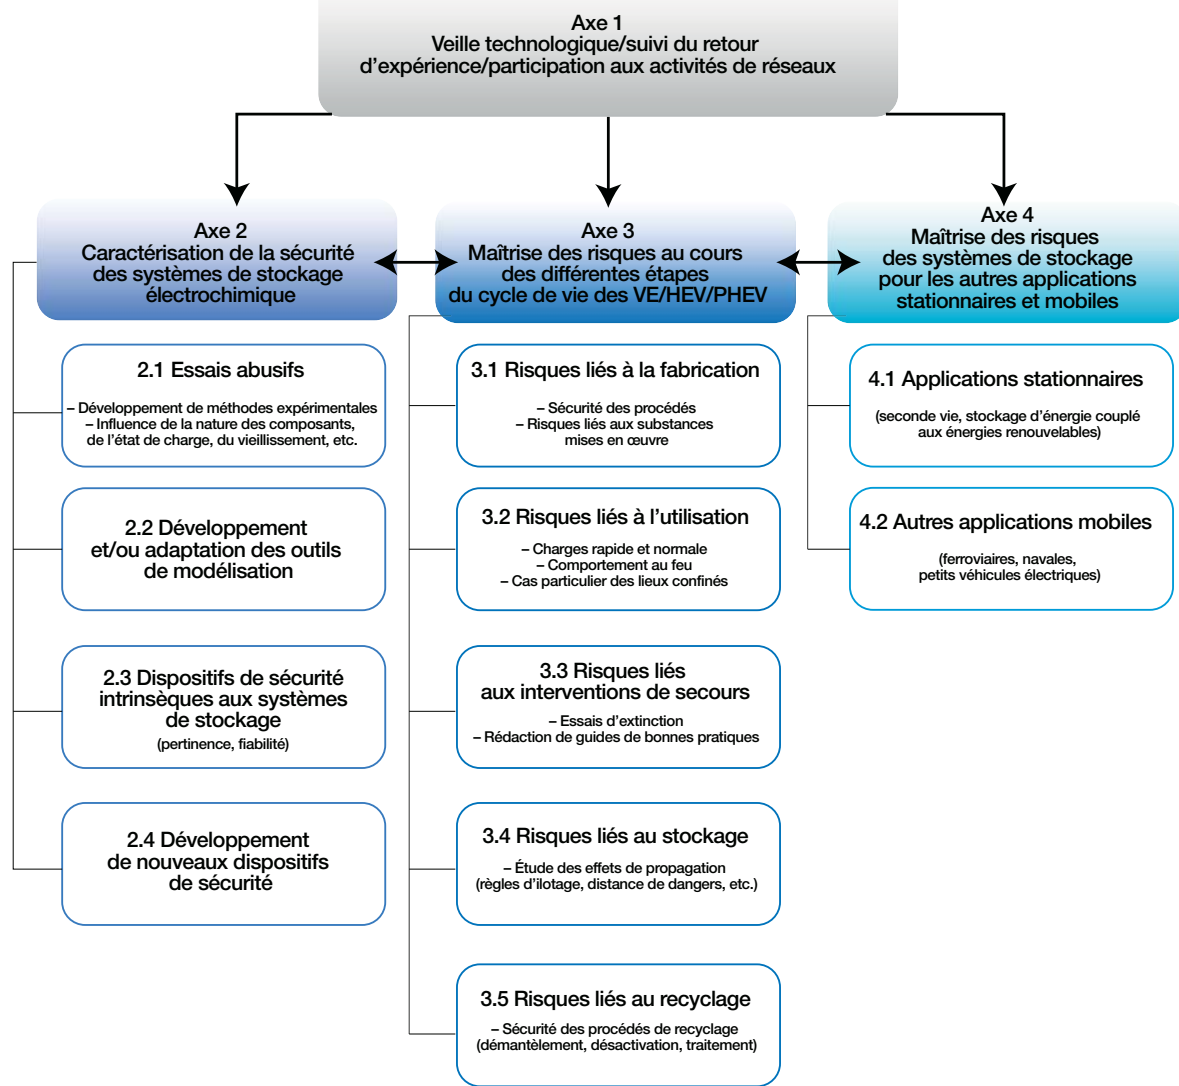 Axe 1
Veille technologique/suivi du retour
d’expérience/participation aux activités de réseaux
Axe 2
Caractérisation de la sécurité
des systèmes de stockage
électrochimique
2.1 Essais abusifs
– Développement de méthodes expérimentales
– Influence de la nature des composants,
de l’état de charge, du vieillissement, etc.
2.2 Développement
et/ou adaptation des outils
de modélisation
2.3 Dispositifs de sécurité
intrinsèques aux systèmes
de stockage
(pertinence, fiabilité)
2.4 Développement
de nouveaux dispositifs
de sécurité
Axe 3
Maîtrise des risques au cours
des différentes étapes
du cycle de vie des VE/HEV/PHEV
3.1 Risques liés à la fabrication
– Sécurité des procédés
– Risques liés aux substances
mises en œuvre
3.2 Risques liés à l’utilisation
– Charges rapide et normale
– Comportement au feu
– Cas particulier des lieux confinés
3.3 Risques liés
aux interventions de secours
– Essais d’extinction
– Rédaction de guides de bonnes pratiques
3.4 Risques liés au stockage
– Étude des effets de propagation
(règles d’ilotage, distance de dangers, etc.)
3.5 Risques liés au recyclage
– Sécurité des procédés de recyclage
(démantèlement, désactivation, traitement)
Axe 4
Maîtrise des risques
des systèmes de stockage
pour les autres applications
stationnaires et mobiles
4.1 Applications stationnaires
(seconde vie, stockage d’énergie couplé
aux énergies renouvelables)
4.2 Autres applications mobiles
(ferroviaires, navales,
petits véhicules électriques)